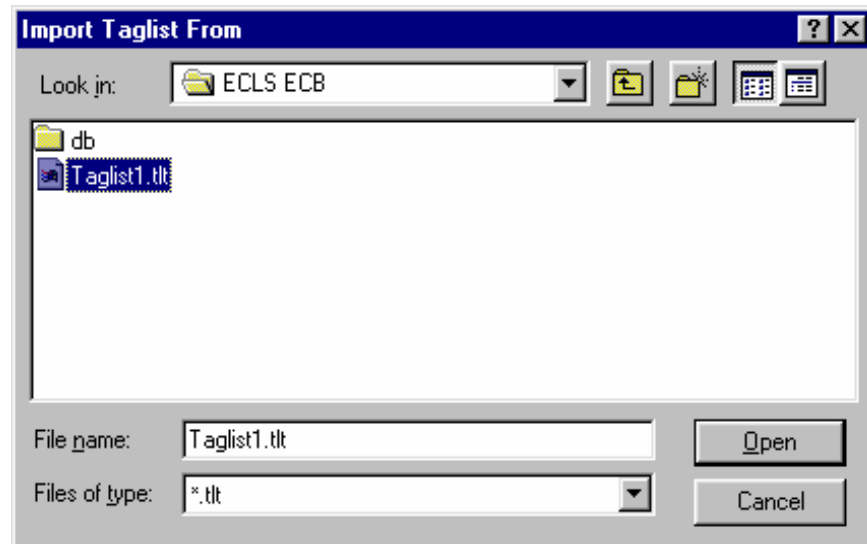 Import Taglist From
Look in: ECLS ECB
db
Taglist1.tlt
File name: Taglist1.tlt Open
Files of type: *.tlt Cancel